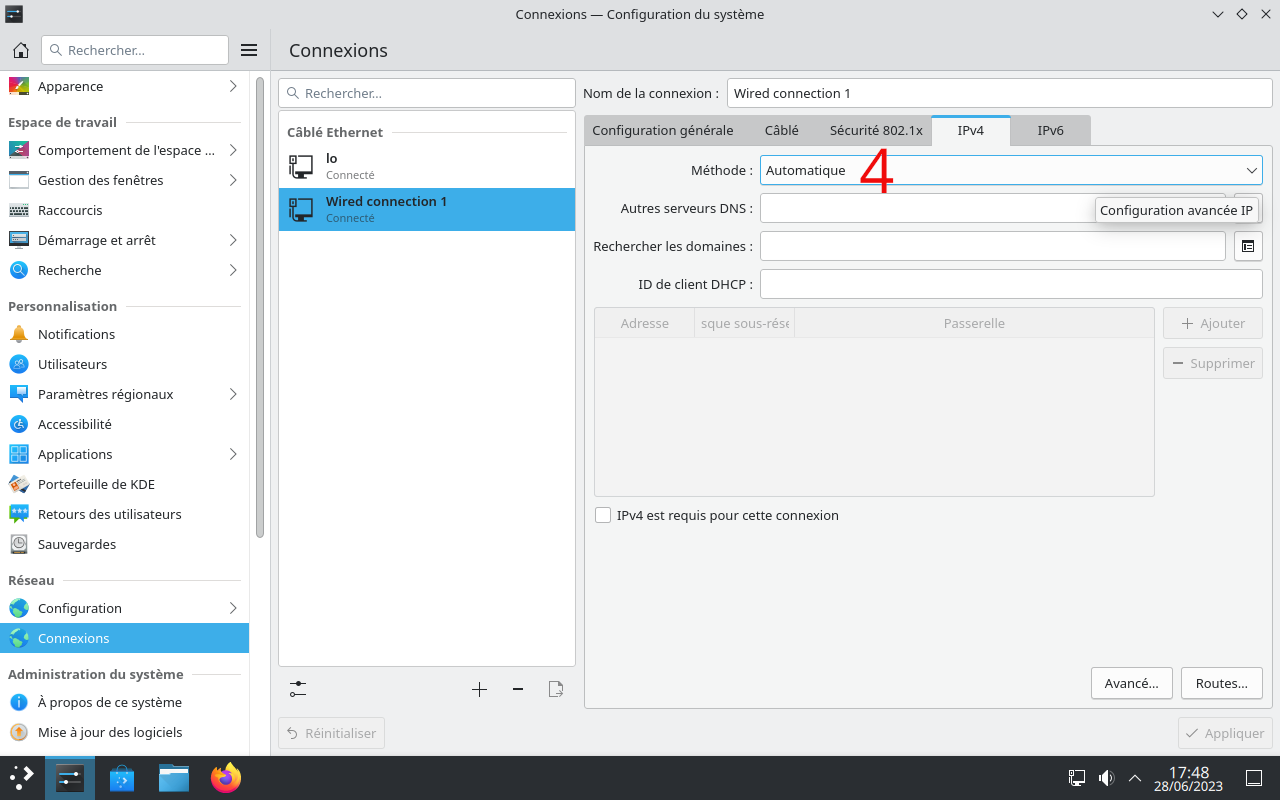 Connexions — Configuration du système
Rechercher...
Connexions
Apparence
Espace de travail
Comportement de l'espace ...
Gestion des fenêtres
Raccourcis
Démarrage et arrêt
Recherche
Personnalisation
Notifications
Utilisateurs
Paramètres régionaux
Accessibilité
Applications
Portefeuille de KDE
Retours des utilisateurs
Sauvegardes
Réseau
Configuration
Connexions
Administration du système
À propos de ce système
Mise à jour des logiciels
Rechercher...
Câblé Ethernet
lo
Connecté
Wired connection 1
Connecté
Réinitialiser
Nom de la connexion : Wired connection 1
Configuration générale Câblé Sécurité 802.1x IPv4 IPv6
Méthode : Automatique 4
Autres serveurs DNS :
Configuration avancée IP
Rechercher les domaines :
ID de client DHCP :
Adresse sque sous-rése Passerelle
Ajouter
Supprimer
IPv4 est requis pour cette connexion
Avancé... Routes...
Appliquer
17:48
28/06/2023